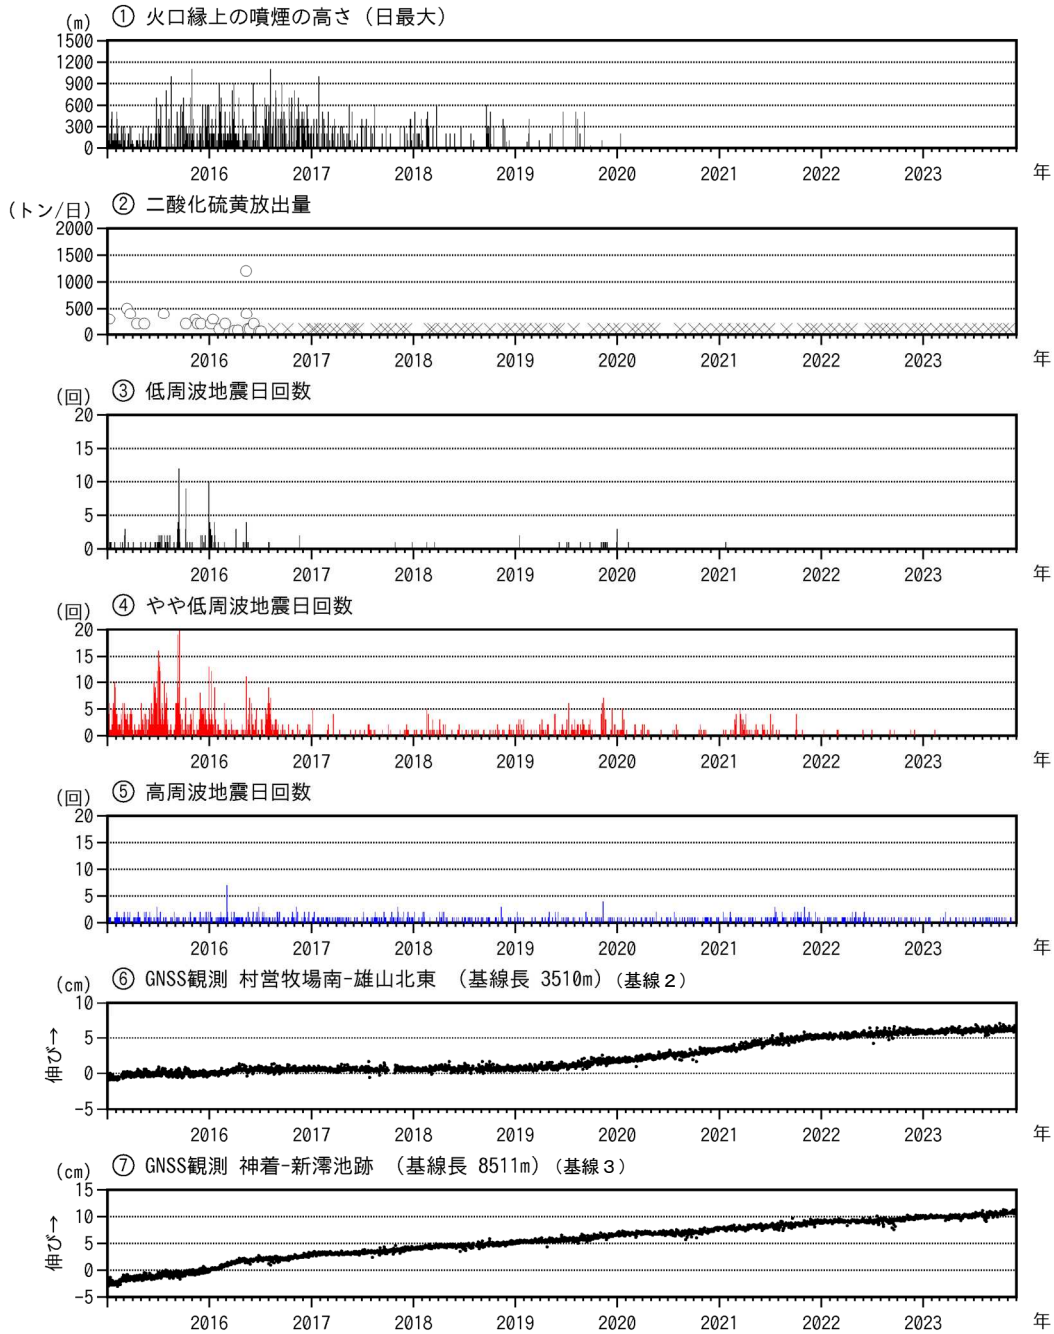 (m) ① 火口縁上の噴煙の高さ（日最大）
1500
1200
900
600
300
0
2016 2017 2018 2019 2020 2021 2022 2023 年
(トン/日) ② 二酸化硫黄放出量
2000
1500
1000
500
0
2016 2017 2018 2019 2020 2021 2022 2023 年
(回) ③ 低周波地震日回数
20
15
10
5
0
2016 2017 2018 2019 2020 2021 2022 2023 年
(回) ④ やや低周波地震日回数
20
15
10
5
0
2016 2017 2018 2019 2020 2021 2022 2023 年
(回) ⑤ 高周波地震日回数
20
15
10
5
0
2016 2017 2018 2019 2020 2021 2022 2023 年
(cm) ⑥ GNSS観測 村営牧場南-雄山北東 （基線長 3510m）（基線２）
10
5
0
-5
伸び→
2016 2017 2018 2019 2020 2021 2022 2023 年
(cm) ⑦ GNSS観測 神着-新澪池跡 （基線長 8511m）（基線３）
15
10
5
0
-5
伸び→
2016 2017 2018 2019 2020 2021 2022 2023 年